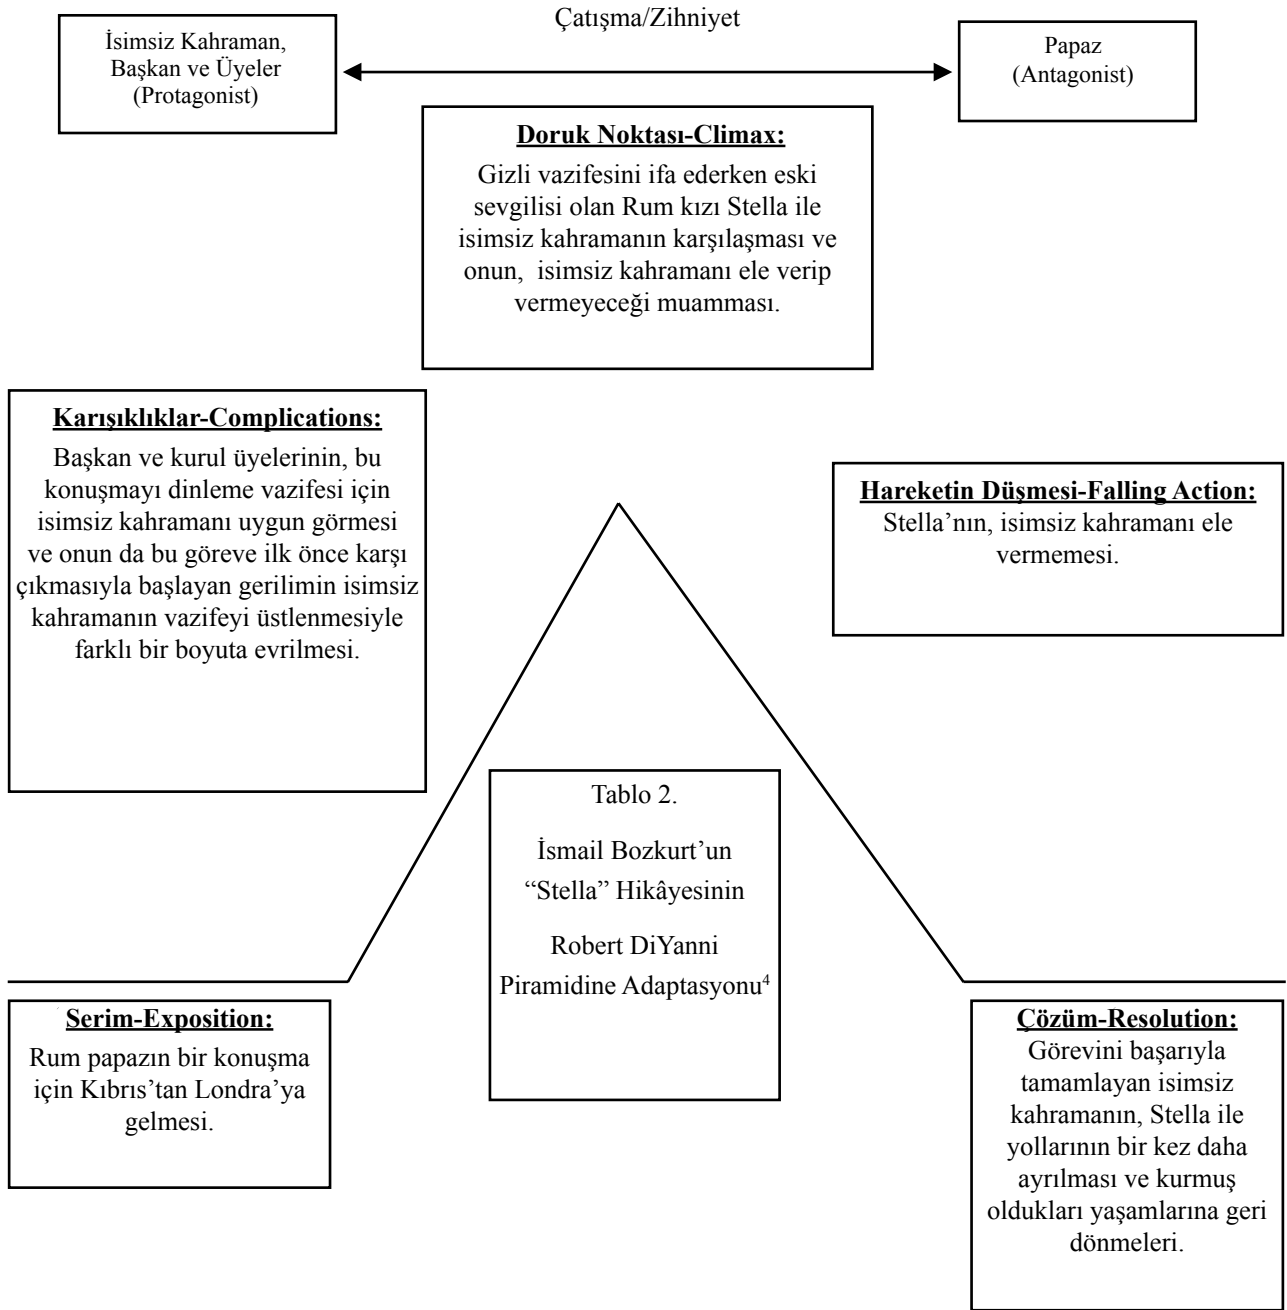 Çatışma/Zihniyet
İsimsiz Kahraman,
Başkan ve Üyeler
(Protagonist)
Papaz
(Antagonist)
Doruk Noktası-Climax:
Gizli vazifesini ifa ederken eski
sevgilisi olan Rum kızı Stella ile
isimsiz kahramanın karşılaşması ve
onun, isimsiz kahramanı ele verip
vermeyeceği muamması.
Karışıklıklar-Complications:
Başkan ve kurul üyelerinin, bu
konuşmayı dinleme vazifesi için
isimsiz kahramanı uygun görmesi
ve onun da bu göreve ilk önce karşı
çıkmasıyla başlayan gerilimin isimsiz
kahramanın vazifeyi üstlenmesiyle
farklı bir boyuta evrilmesi.
Hareketin Düşmesi-Falling Action:
Stella’nın, isimsiz kahramanı ele
vermemesi.
Tablo 2.
İsmail Bozkurt’un
“Stella” Hikâyesinin
Robert DiYanni
Piramidine Adaptasyonu⁴
Serim-Exposition:
Rum papazın bir konuşma
için Kıbrıs’tan Londra’ya
gelmesi.
Çözüm-Resolution:
Görevini başarıyla
tamamlayan isimsiz
kahramanın, Stella ile
yollarının bir kez daha
ayrılması ve kurmuş
oldukları yaşamlarına geri
dönmeleri.